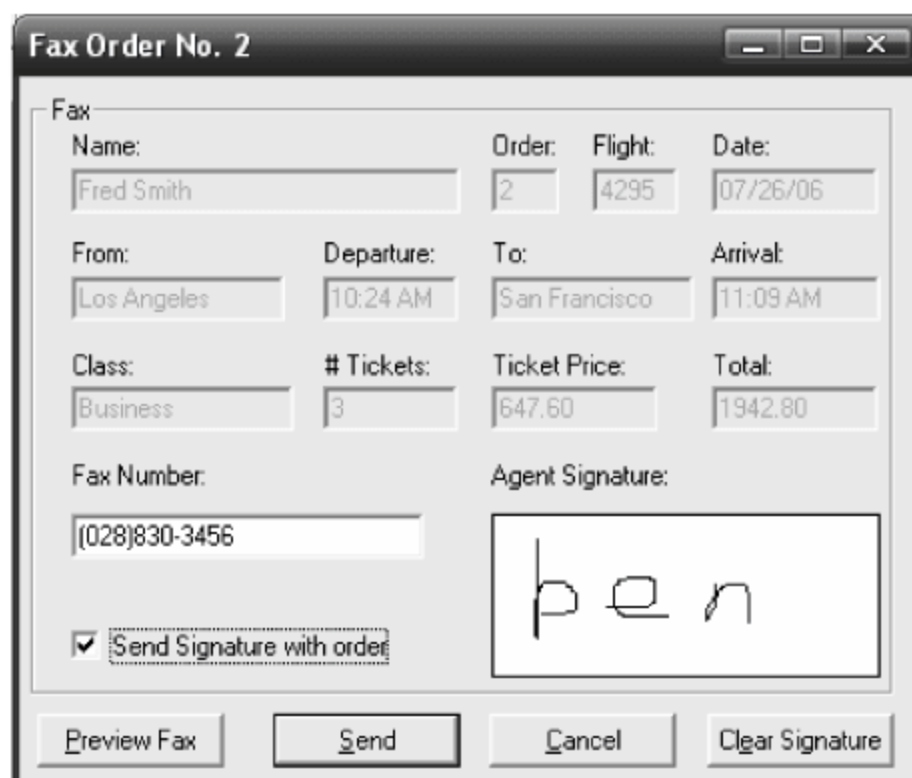 Fax Order No. 2
Fax
Name: Order: Flight: Date:
Fred Smith 2 4295 07/26/06
From: Departure: To: Arrival:
Los Angeles 10:24 AM San Francisco 11:09 AM
Class: # Tickets: Ticket Price: Total:
Business 3 647.60 1942.80
Fax Number: Agent Signature:
(028)830-3456
ben
Send Signature with order
Preview Fax Send Cancel Clear Signature